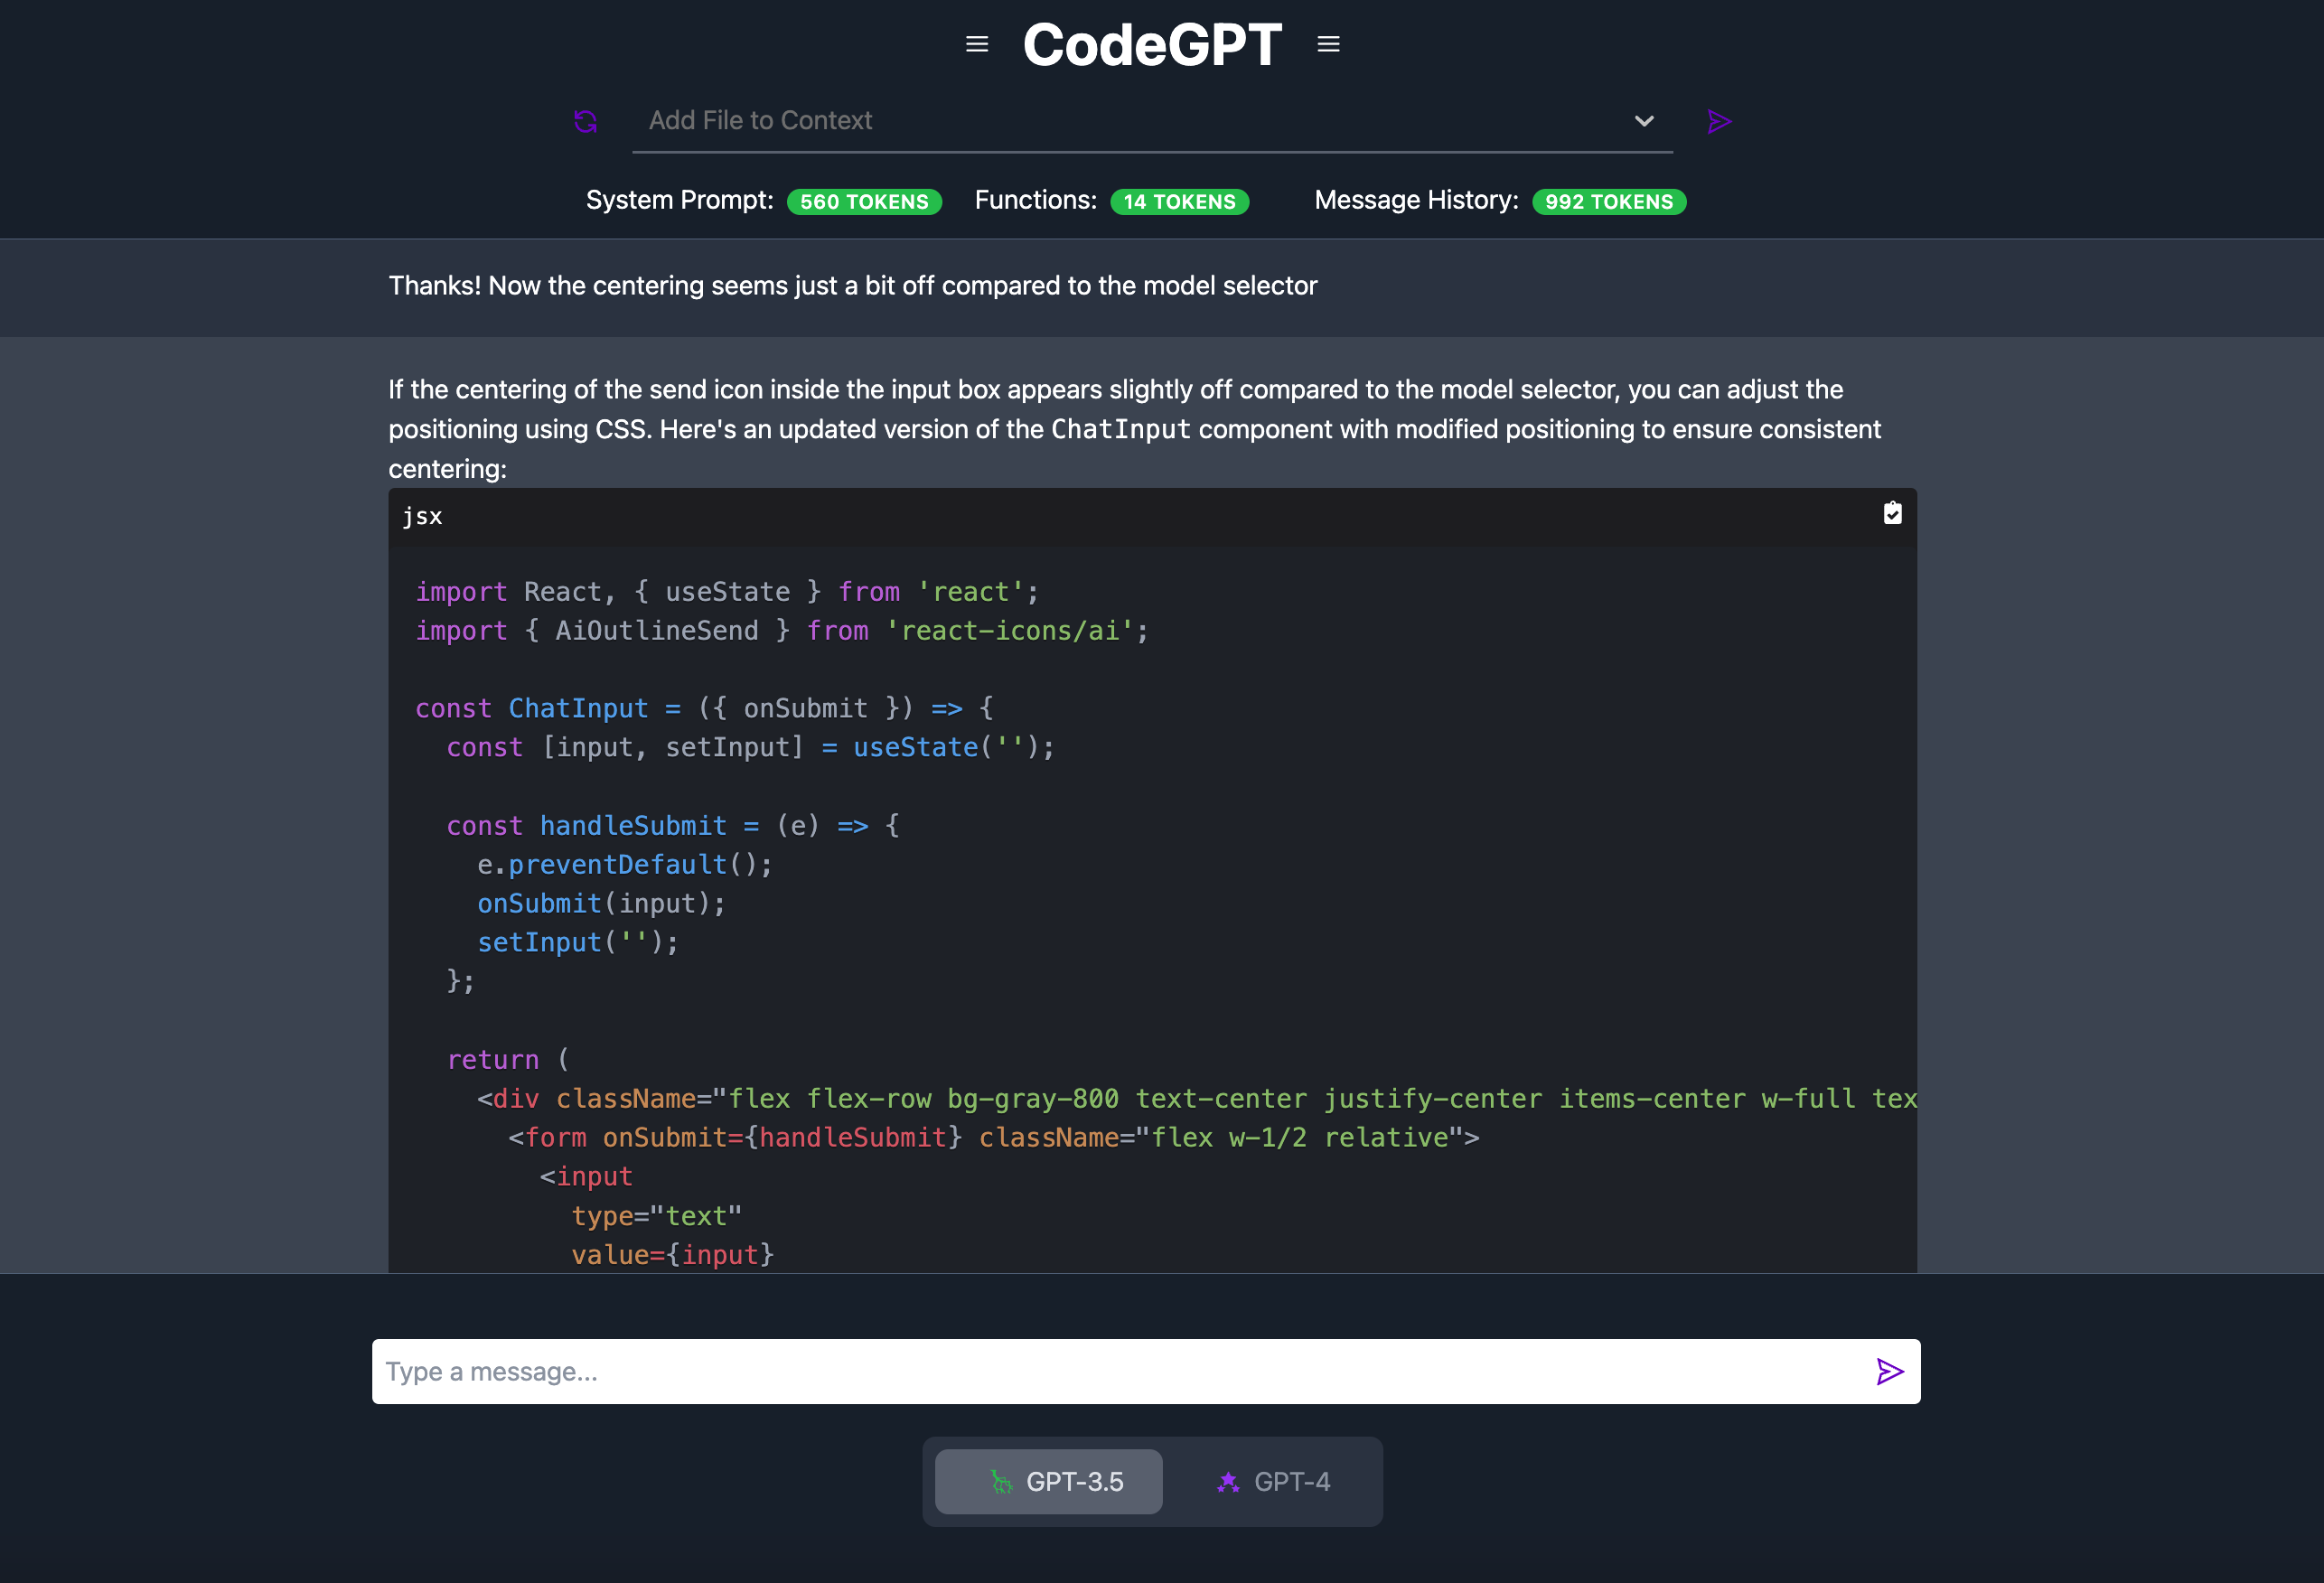 CodeGPT
Add File to Context
System Prompt: 560 TOKENS Functions: 14 TOKENS Message History: 992 TOKENS
Thanks! Now the centering seems just a bit off compared to the model selector
If the centering of the send icon inside the input box appears slightly off compared to the model selector, you can adjust the
positioning using CSS. Here's an updated version of the ChatInput component with modified positioning to ensure consistent
centering:
jsx
import React, { useState } from 'react';
import { AiOutlineSend } from 'react-icons/ai';
const ChatInput = ({ onSubmit }) => {
  const [input, setInput] = useState('');
  const handleSubmit = (e) => {
    e.preventDefault();
    onSubmit(input);
    setInput('');
  };
  return (
    <div className="flex flex-row bg-gray-800 text-center justify-center items-center w-full tex
      <form onSubmit={handleSubmit} className="flex w-1/2 relative">
        <input
          type="text"
          value={input}
Type a message...
GPT-3.5 GPT-4